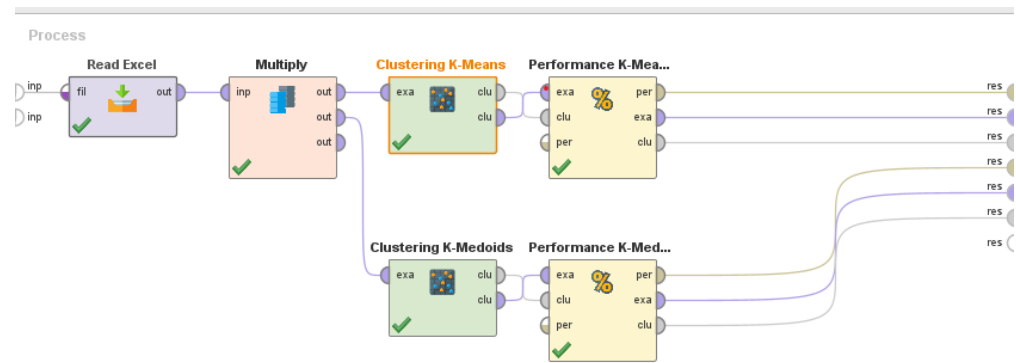 Process
Read Excel
Multiply
Clustering K-Means
Performance K-Mea...
inp
fil
out
inp
out
exa
clu
exa
per
res
inp
out
clu
clu
exa
res
out
per
clu
res
res
res
res
res
Clustering K-Medoids
Performance K-Med...
exa
clu
exa
per
clu
clu
exa
per
clu